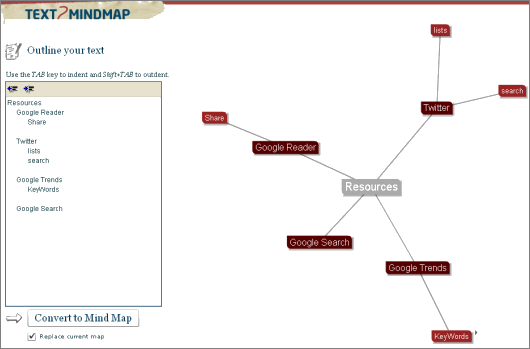 TEXT2MINDMAP
Outline your text
Use the TAB key to indent and Shift+TAB to outdent.
Resources
Google Reader
Share
Twitter
lists
search
Google Trends
KeyWords
Google Search
Convert to Mind Map
Replace current map
lists
search
Twitter
Share
Google Reader
Resources
Google Search
Google Trends
KeyWords